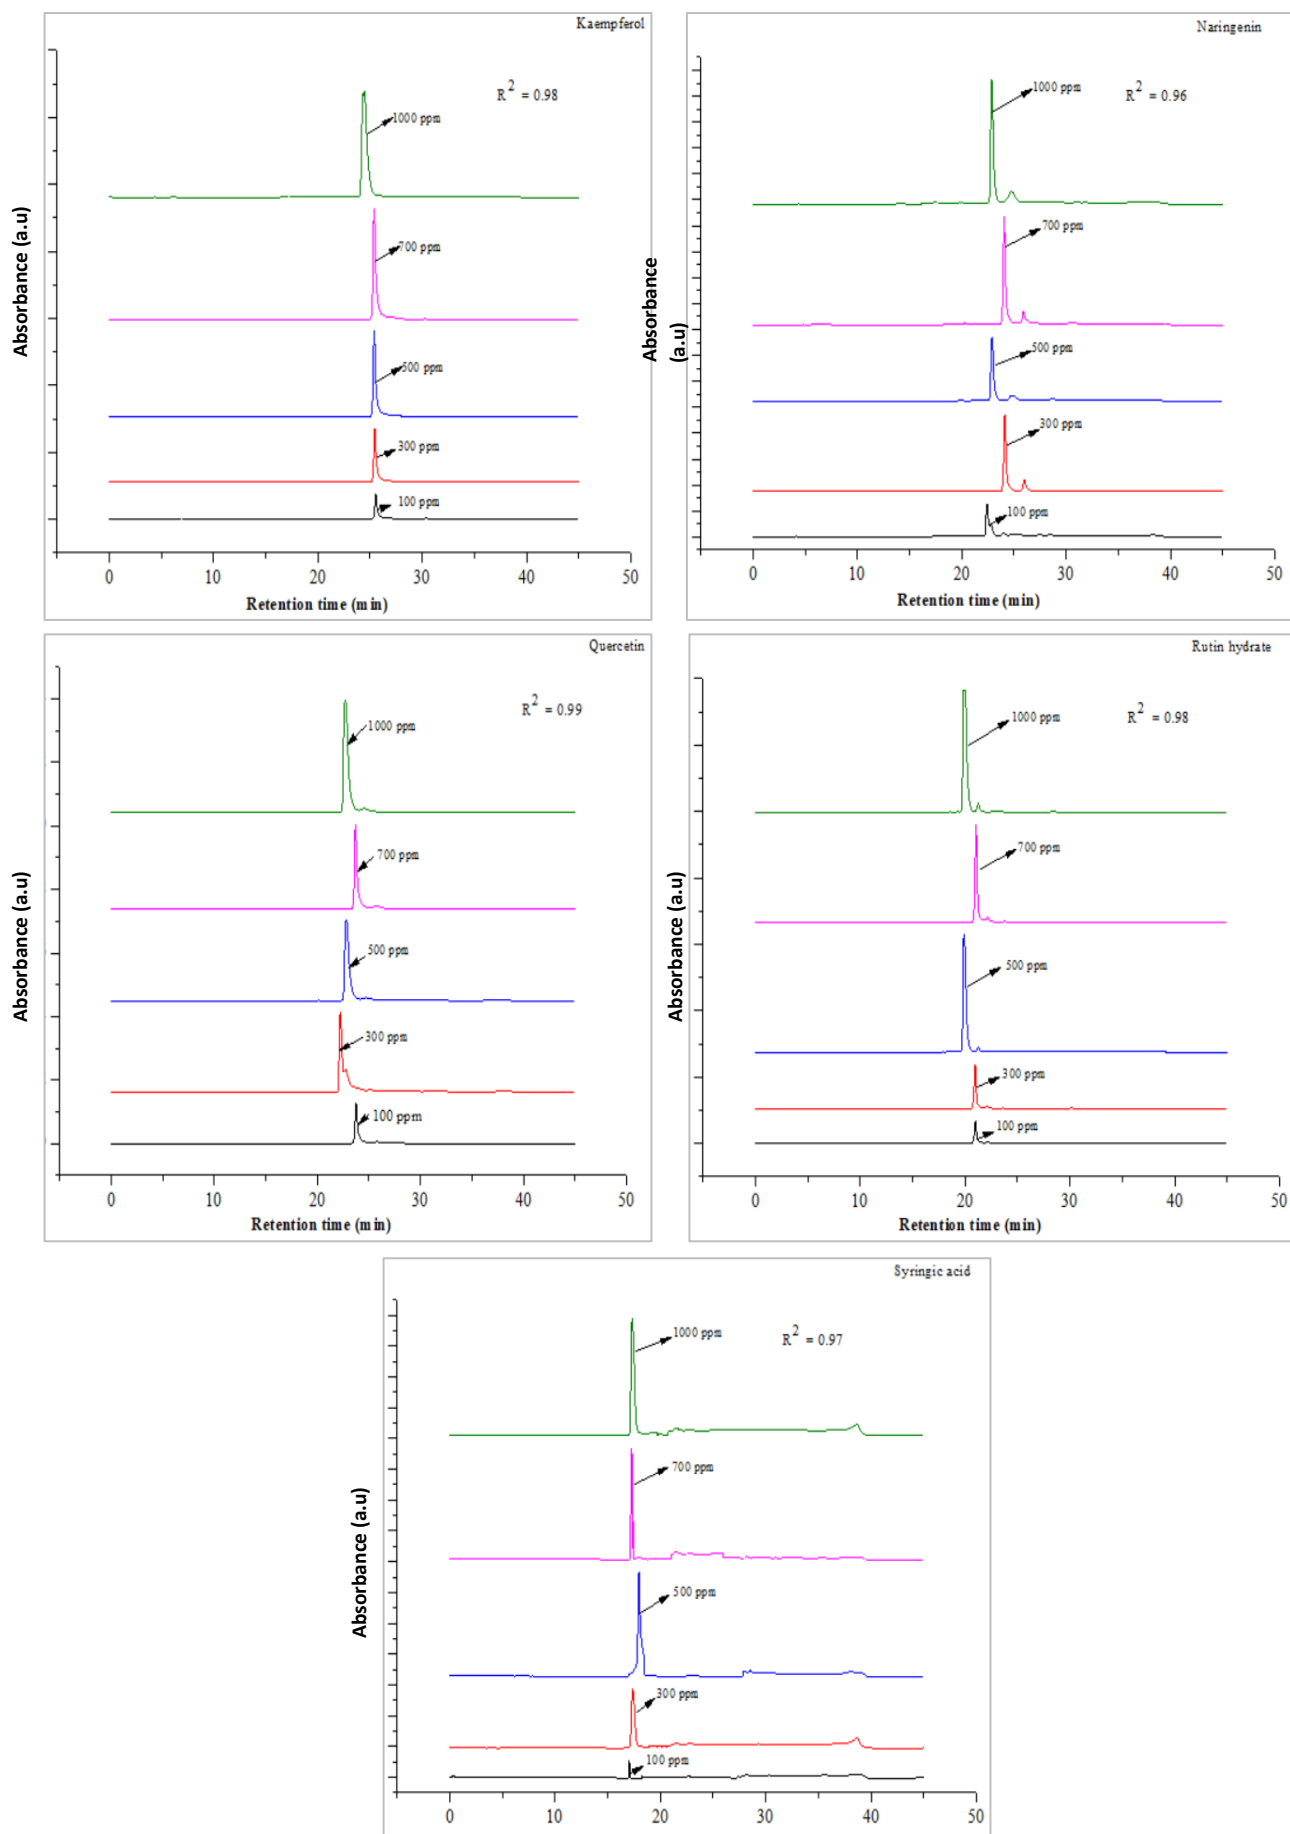 Kaempferol
R2 = 0.98
1000 ppm
700 ppm
500 ppm
300 ppm
100 ppm
Absorbance (a.u)
0 10 20 30 40 50
Retention time (min)
Naringenin
R2 = 0.96
1000 ppm
700 ppm
500 ppm
300 ppm
100 ppm
Absorbance
(a.u)
0 10 20 30 40 50
Retention time (min)
Quercetin
R2 = 0.99
1000 ppm
700 ppm
500 ppm
300 ppm
100 ppm
Absorbance (a.u)
0 10 20 30 40 50
Retention time (min)
Rutin hydrate
R2 = 0.98
1000 ppm
700 ppm
500 ppm
300 ppm
100 ppm
Absorbance (a.u)
0 10 20 30 40 50
Retention time (min)
Syringic acid
R2 = 0.97
1000 ppm
700 ppm
500 ppm
300 ppm
100 ppm
Absorbance (a.u)
0 10 20 30 40 50